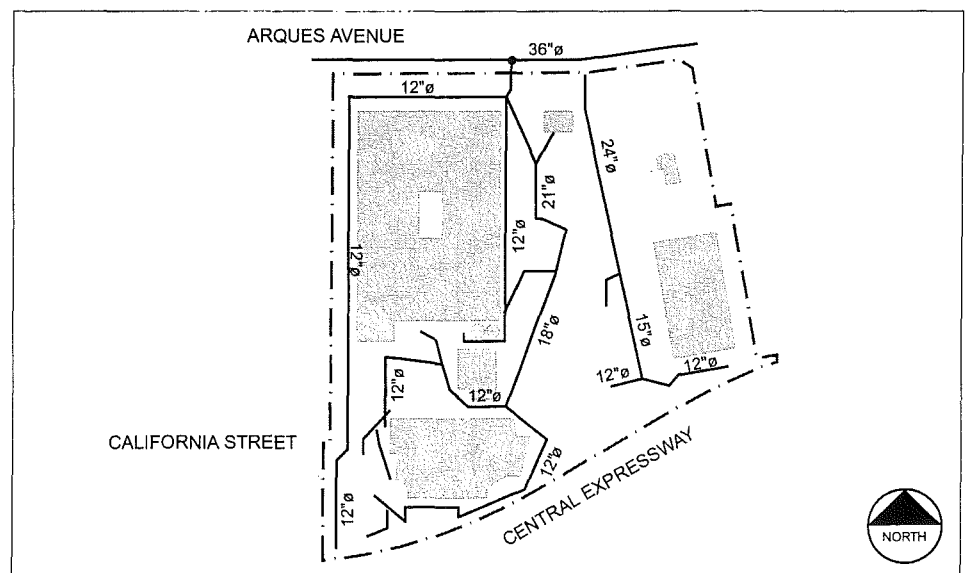 ARQUES AVENUE
36"ø
12"ø
24"ø
21"ø
12"ø
12"ø
18"ø
15"ø
12"ø
12"ø
12"ø
12"ø
CALIFORNIA STREET
12"ø
12"ø
CENTRAL EXPRESSWAY
NORTH